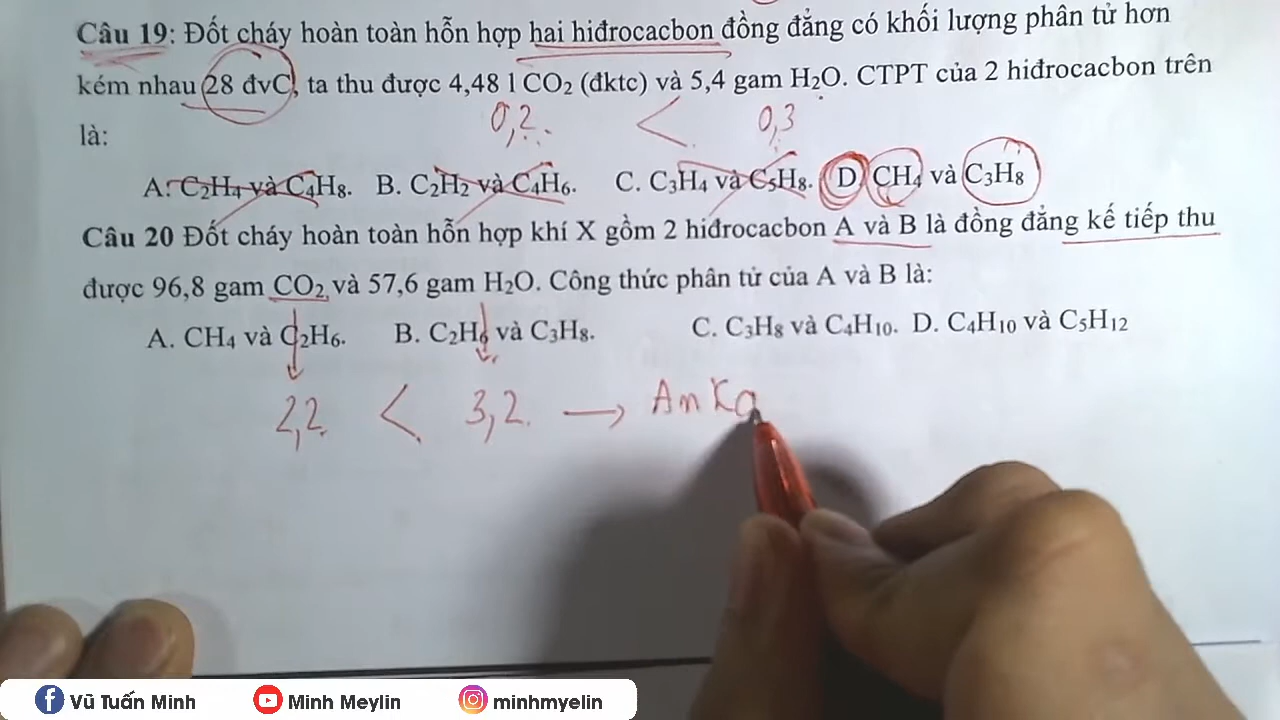 Câu 19: Đốt cháy hoàn toàn hỗn hợp hai hiđrocacbon đồng đẳng có khối lượng phân tử hơn
kém nhau 28 đvC, ta thu được 4,48 l CO₂ (đktc) và 5,4 gam H₂O. CTPT của 2 hiđrocacbon trên
là:
0,2 < 0,3
A. C₂H₄ và C₄H₈. B. C₂H₂ và C₄H₆. C. C₃H₄ và C₅H₈. D CH₄ và C₃H₈
Câu 20 Đốt cháy hoàn toàn hỗn hợp khí X gồm 2 hiđrocacbon A và B là đồng đẳng kế tiếp thu
được 96,8 gam CO₂ và 57,6 gam H₂O. Công thức phân tử của A và B là:
A. CH₄ và C₂H₆. B. C₂H₆ và C₃H₈. C. C₃H₈ và C₄H₁₀. D. C₄H₁₀ và C₅H₁₂
2,2 < 3,2 → AnKa
Vũ Tuấn Minh Minh Meylin minhmyelin